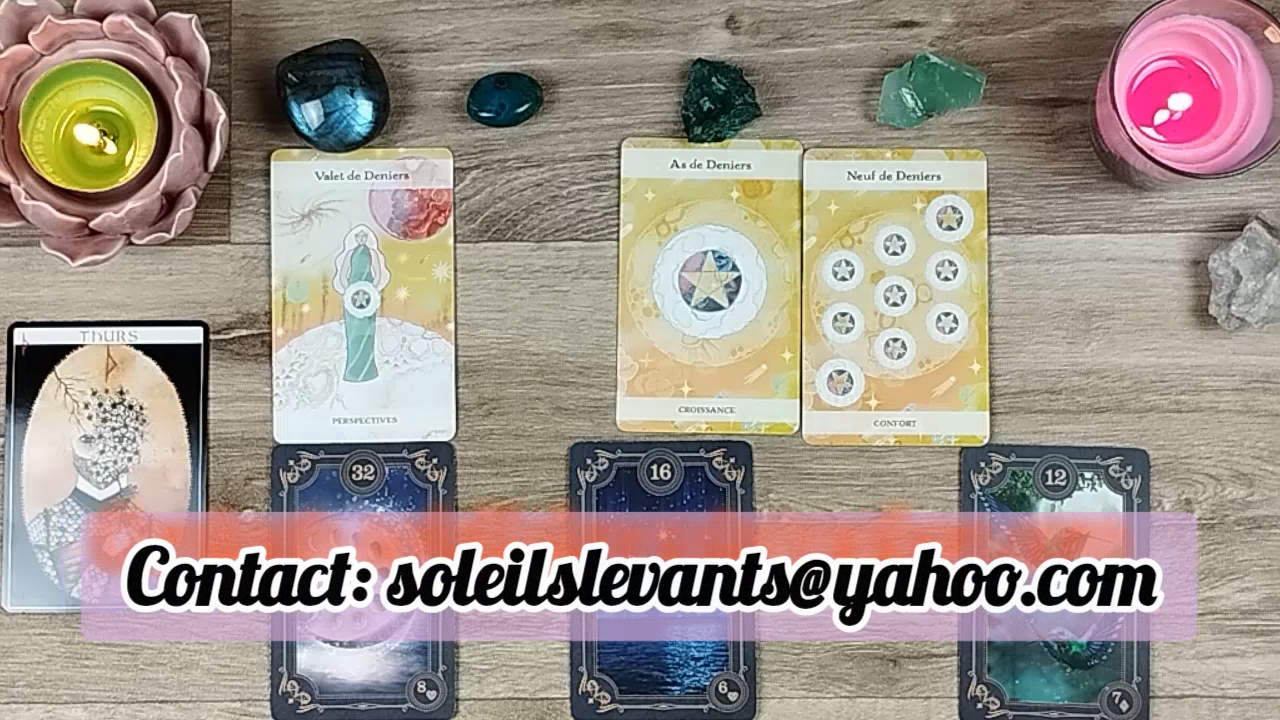 Valet de Deniers
As de Deniers
Neuf de Deniers
THURS
PERSPECTIVES
CROISSANCE
CONFORT
32
16
12
Contact: soleilslevants@yahoo.com
8
6
7